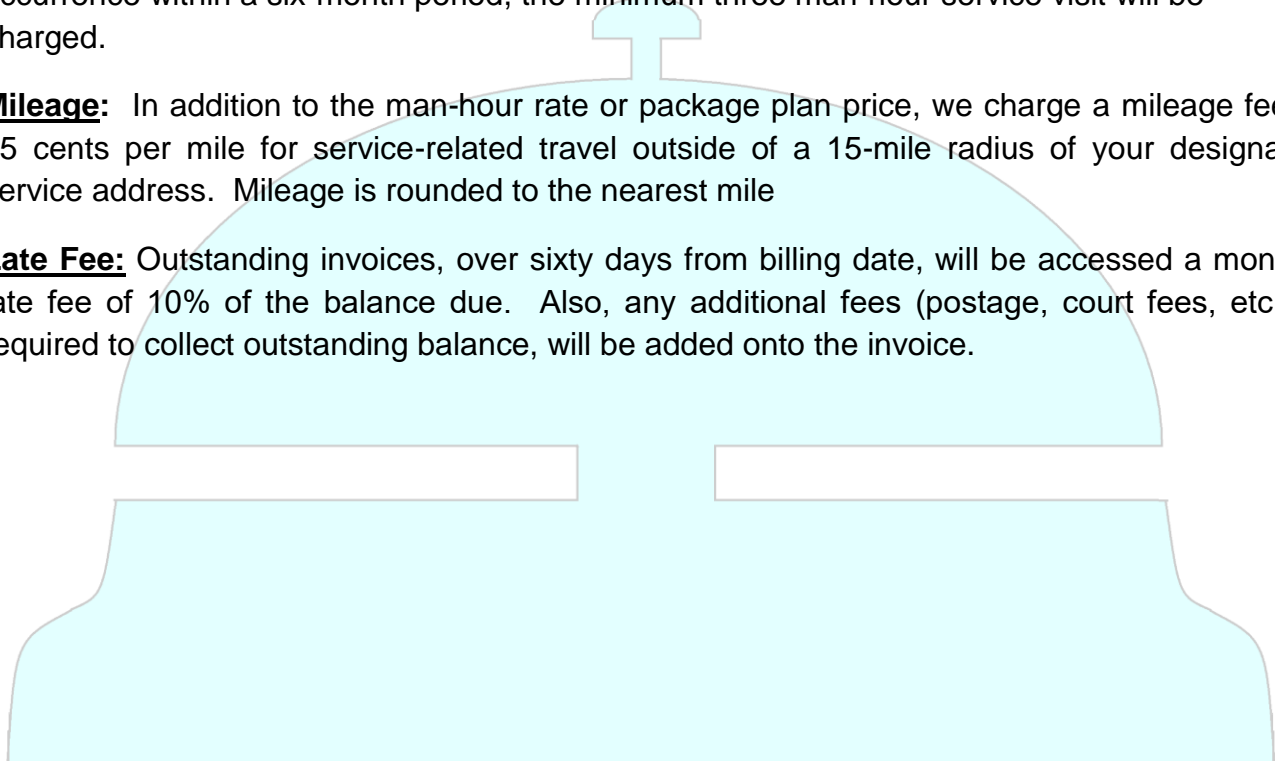 within a six month period, the minimum three man hour service visit will be
harged.
Mileage: In addition to the man-hour rate or package plan price, we charge a mileage fee
5 cents per mile for service-related travel outside of a 15-mile radius of your designa
ervice address. Mileage is rounded to the nearest mile
Late Fee: Outstanding invoices, over sixty days from billing date, will be accessed a mon
ate fee of 10% of the balance due. Also, any additional fees (postage, court fees, etc
equired to collect outstanding balance, will be added onto the invoice.